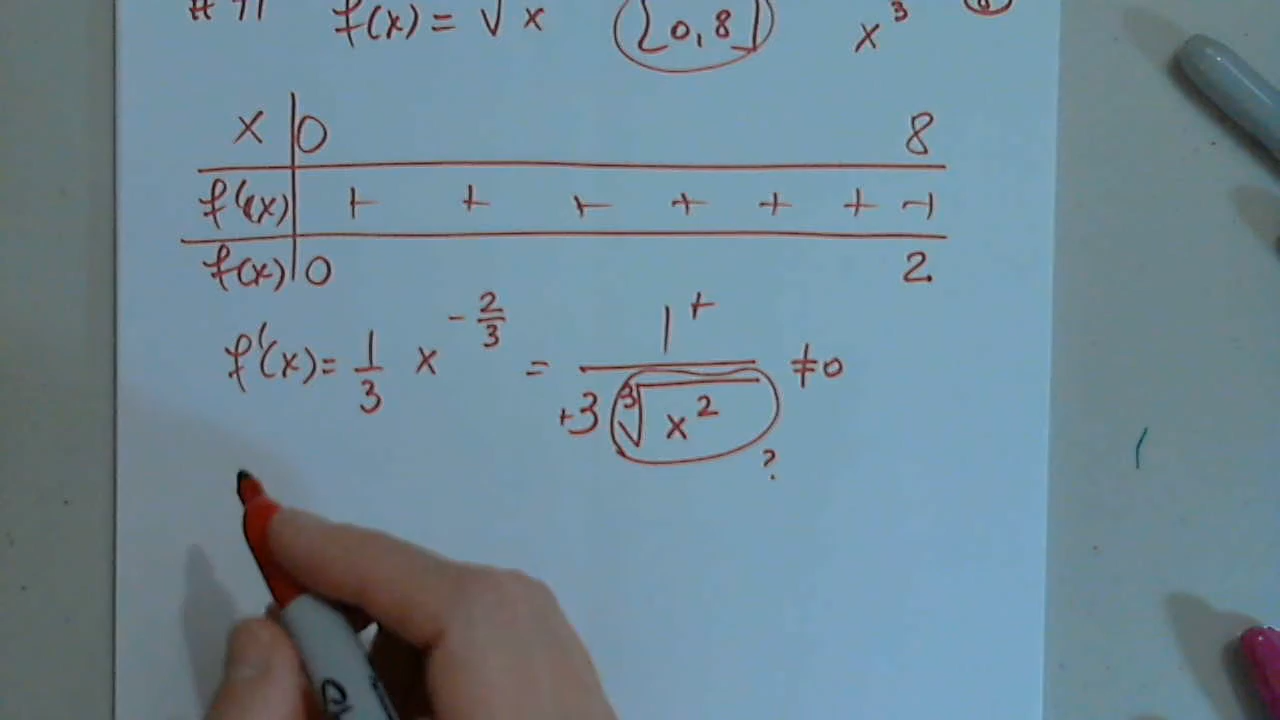 f(x) = √x [0,8] x³
x 0 8
f'(x) + + + + + + +
f(x) 0 2
f'(x) = 1/3 x^(-2/3) = 1⁺/(+3 ∛x²) ≠0
?